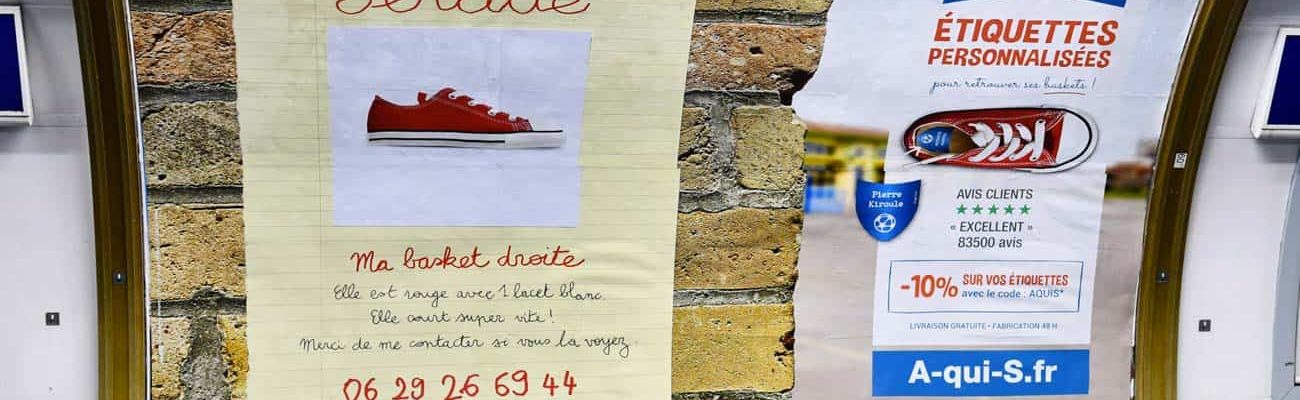 Ma basket droite
Elle est rouge avec 1 lacet blanc.
Elle court super vite !
Merci de me contacter si vous la voyez.
06 29 26 69 44
ÉTIQUETTES
PERSONNALISÉES
pour retrouver ses baskets !
Pierre
Kiroule
AVIS CLIENTS
« EXCELLENT »
83500 avis
-10% SUR VOS ÉTIQUETTES
avec le code : AQUIS*
LIVRAISON GRATUITE • FABRICATION 48 H
A-qui-S.fr